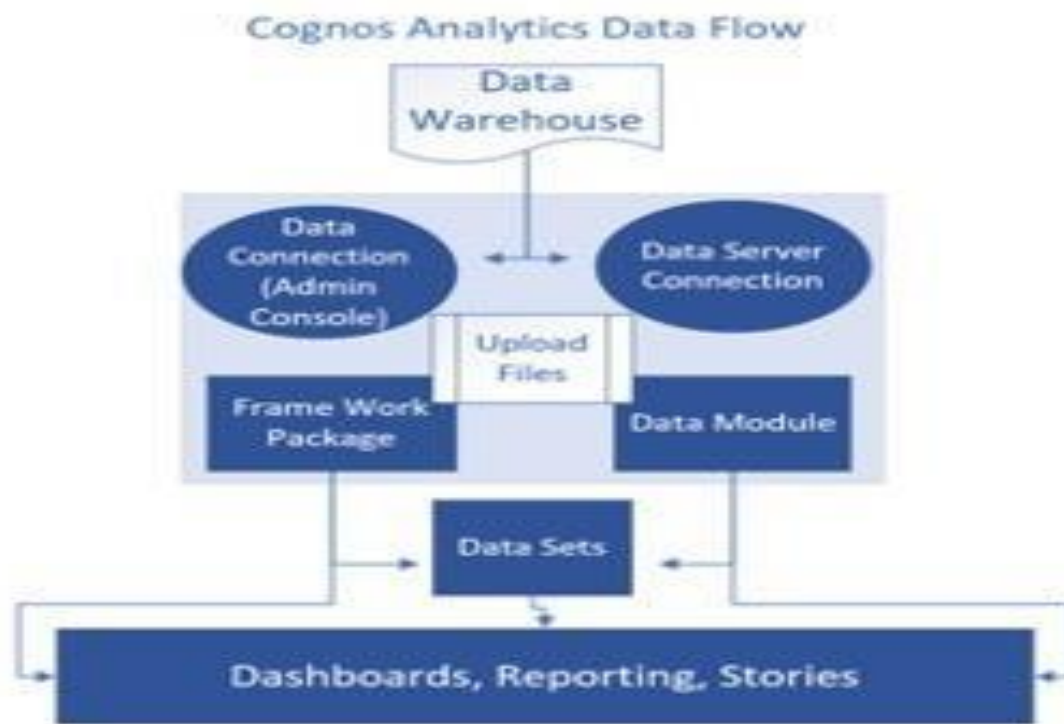 Cognos Analytics Data Flow
Data
Warehouse
Data
Connection
(Admin
Console)
Data Server
Connection
Upload
Files
Frame Work
Package
Data Module
Data Sets
Dashboards, Reporting, Stories